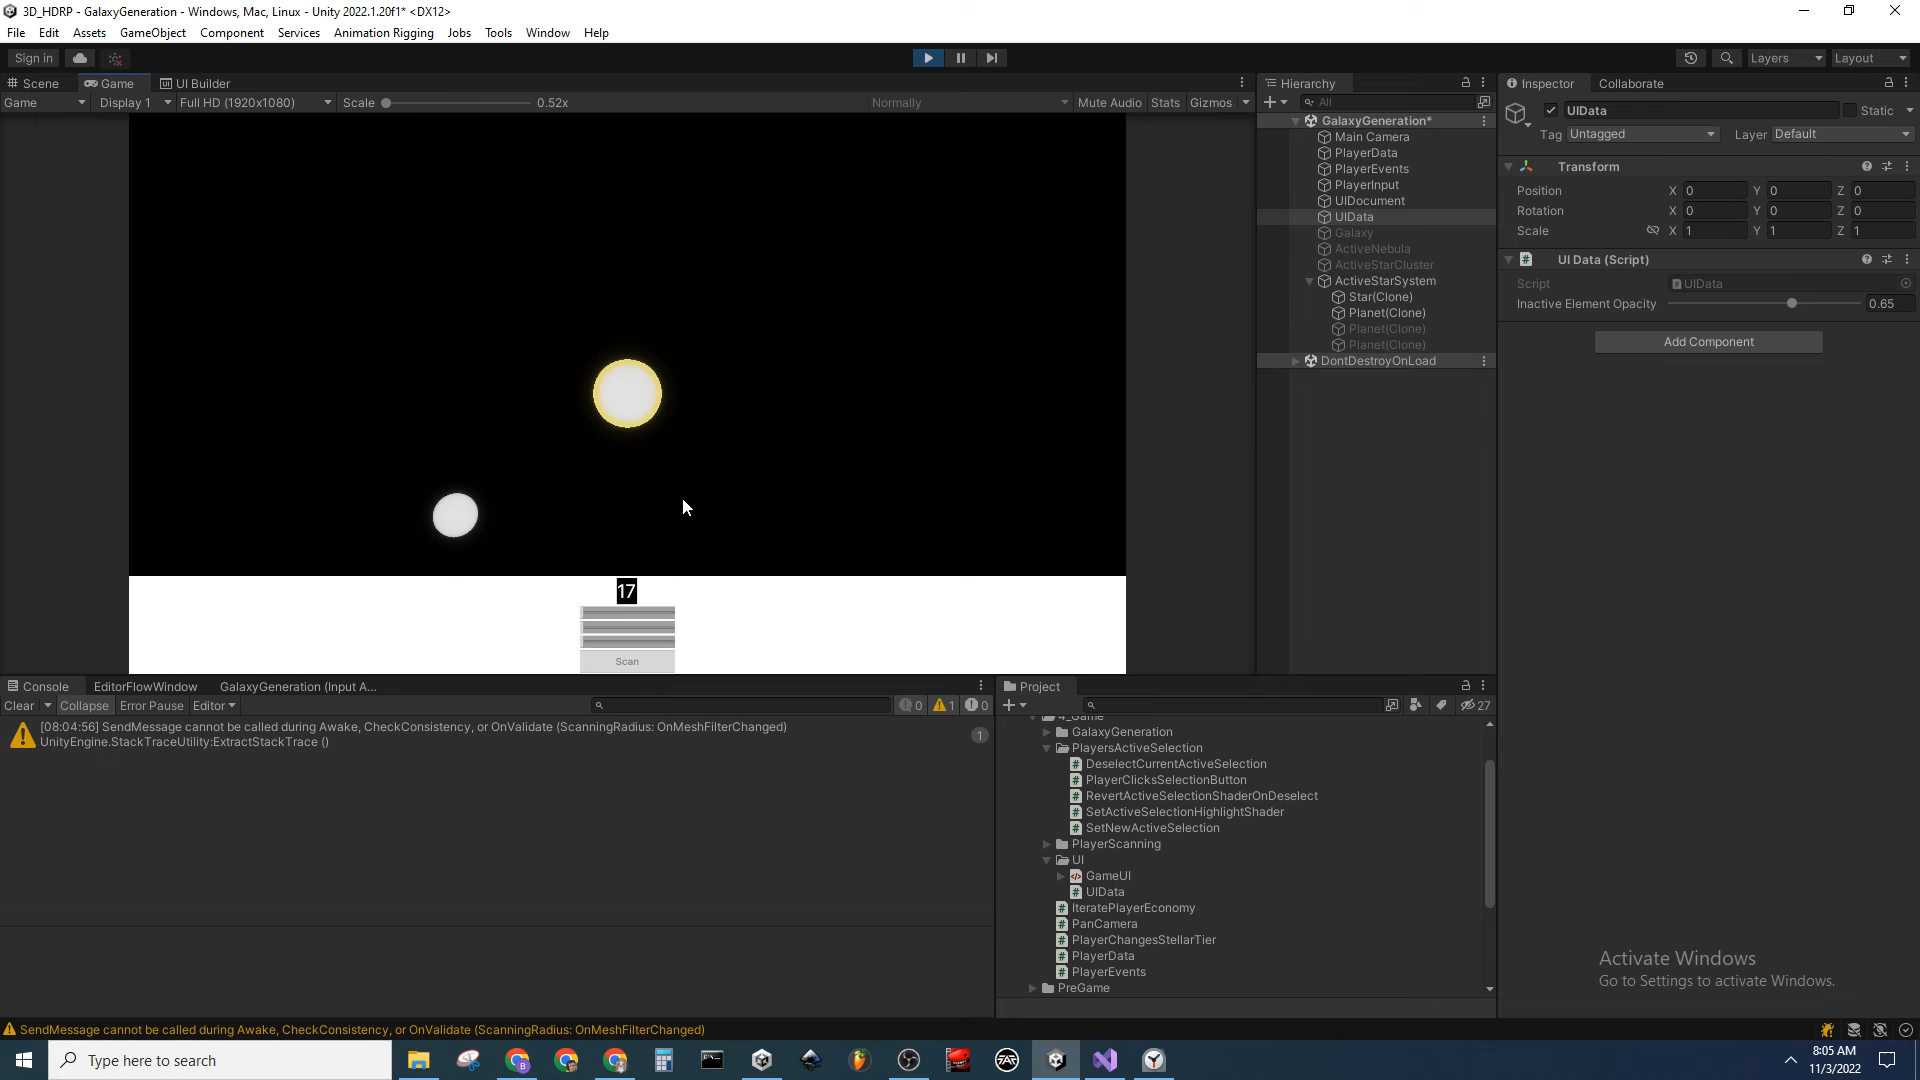 3D_HDRP - GalaxyGeneration - Windows, Mac, Linux - Unity 2022.1.20f1* <DX12>
File Edit Assets GameObject Component Services Animation Rigging Jobs Tools Window Help
Sign in
Layers Layout
Scene Game UI Builder
Game Display 1 Full HD (1920x1080) Scale 0.52x Normally Mute Audio Stats Gizmos
17
Scan
Hierarchy
All
GalaxyGeneration*
Main Camera
PlayerData
PlayerEvents
PlayerInput
UIDocument
UIData
Galaxy
ActiveNebula
ActiveStarCluster
ActiveStarSystem
Star(Clone)
Planet(Clone)
Planet(Clone)
Planet(Clone)
DontDestroyOnLoad
Inspector Collaborate
UIData Static
Tag Untagged Layer Default
Transform
Position X 0 Y 0 Z 0
Rotation X 0 Y 0 Z 0
Scale X 1 Y 1 Z 1
UI Data (Script)
Script UIData
Inactive Element Opacity 0.65
Add Component
Console EditorFlowWindow GalaxyGeneration (Input A...
Clear Collapse Error Pause Editor 0 1 0
[08:04:56] SendMessage cannot be called during Awake, CheckConsistency, or OnValidate (ScanningRadius: OnMeshFilterChanged)
UnityEngine.StackTraceUtility:ExtractStackTrace ()
1
Project
27
4_Game
GalaxyGeneration
PlayersActiveSelection
DeselectCurrentActiveSelection
PlayerClicksSelectionButton
RevertActiveSelectionShaderOnDeselect
SetActiveSelectionHighlightShader
SetNewActiveSelection
PlayerScanning
UI
GameUI
UIData
IteratePlayerEconomy
PanCamera
PlayerChangesStellarTier
PlayerData
PlayerEvents
PreGame
Activate Windows
Go to Settings to activate Windows.
SendMessage cannot be called during Awake, CheckConsistency, or OnValidate (ScanningRadius: OnMeshFilterChanged)
Type here to search
8:05 AM
11/3/2022